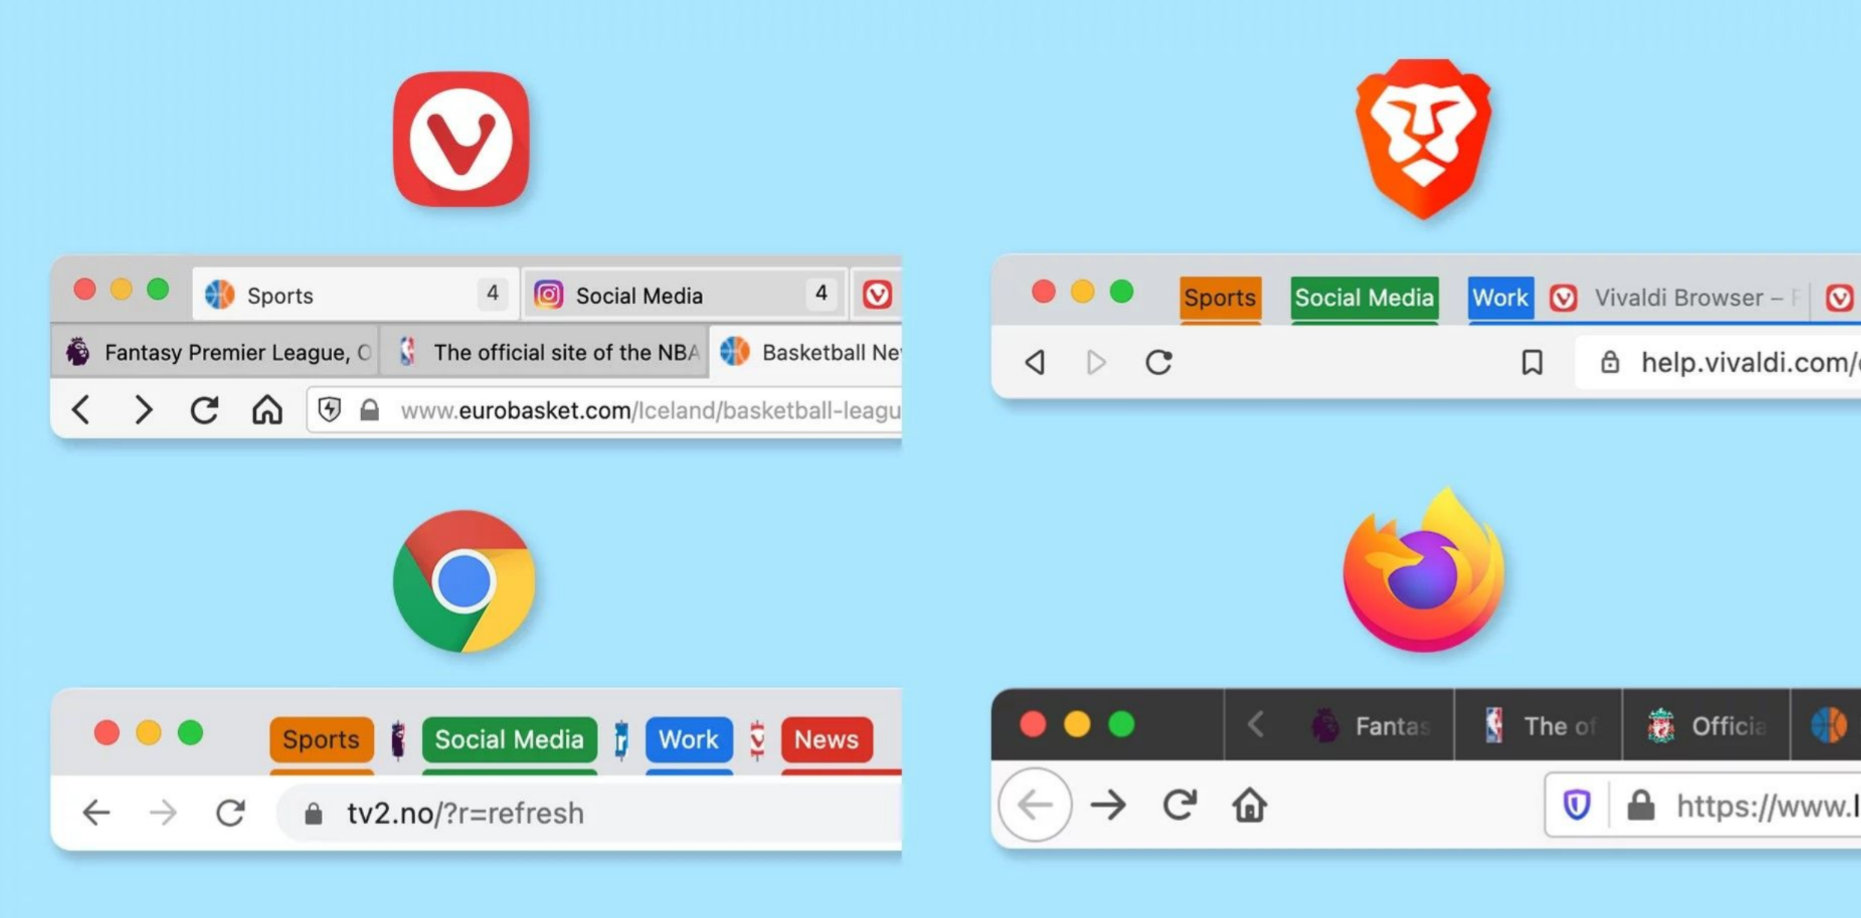 Sports 4 Social Media 4
Fantasy Premier League, O The official site of the NBA Basketball Ne
www.eurobasket.com/Iceland/basketball-leagu
Sports Social Media Work Vivaldi Browser –
help.vivaldi.com/
Sports Social Media Work News
tv2.no/?r=refresh
Fantas The of Officia
https://www.l